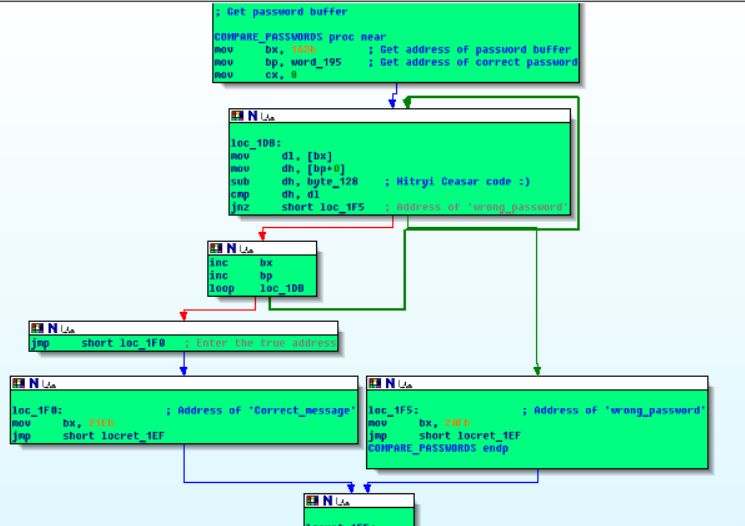 ; Get password buffer
COMPARE_PASSWORDS proc near
mov bx, ; Get address of password buffer
mov bp, word_195 ; Get address of correct password
mov cx, 8
loc_1DB:
mov dl, [bx]
mov dh, [bp+0]
sub dh, byte_128 ; Hitryi Ceasar code :)
cmp dh, dl
jnz short loc_1F5 ; Address of 'wrong_password'
inc bx
inc bp
loop loc_1DB
jmp short loc_1F0 ; Enter the true address
loc_1F0: ; Address of 'Correct_message'
mov bx, 21Eh
jmp short locret_1EF
loc_1F5: ; Address of 'wrong_password'
mov bx, 20Fh
jmp short locret_1EF
COMPARE_PASSWORDS endp